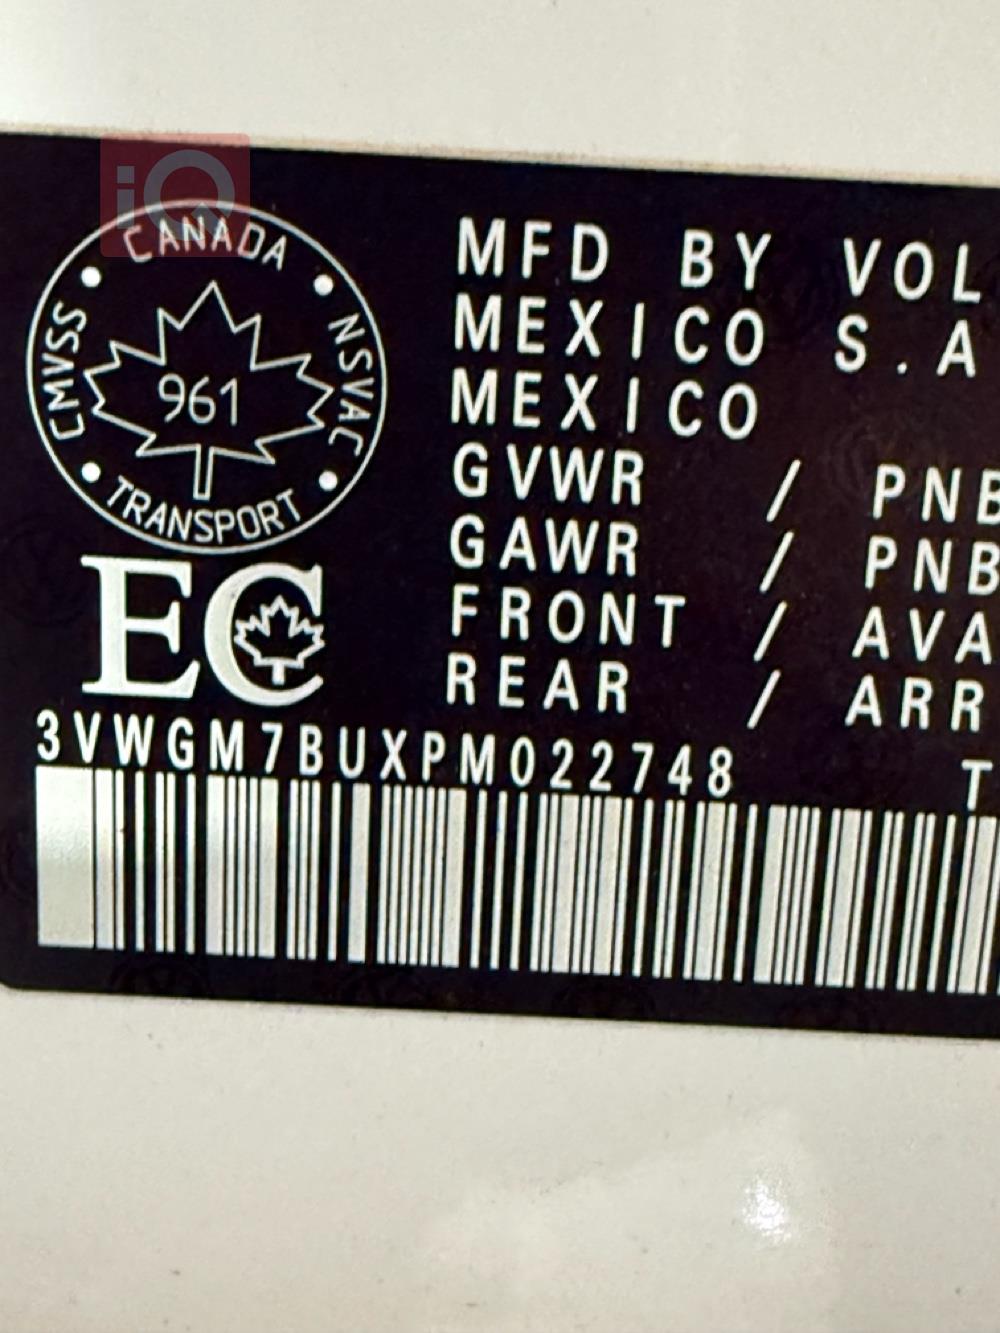 iQ
CANADA
CMVSS
NSVAC
961
TRANSPORT
EC
MFD BY VOL
MEXICO S.A
MEXICO
GVWR / PNB
GAWR / PNB
FRONT / AVA
REAR / ARR
3VWGM7BUXPM022748 T